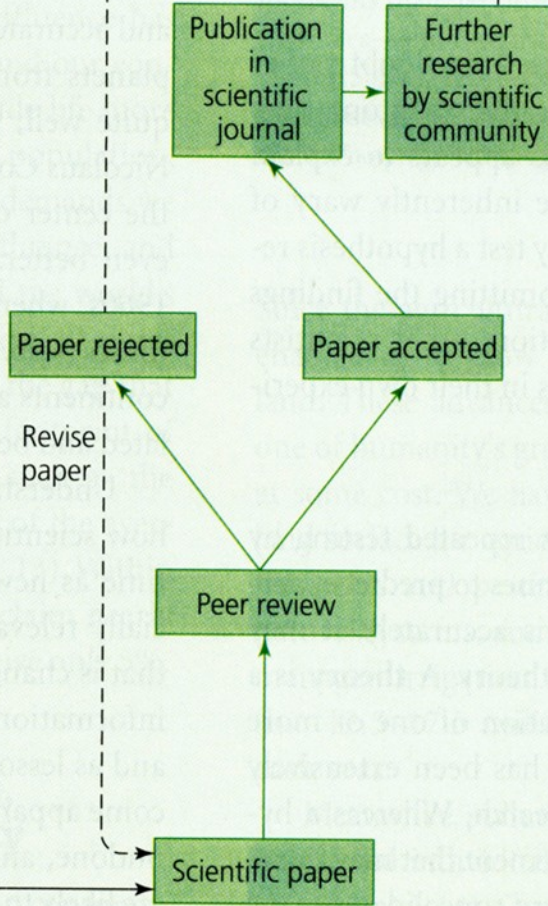 Publication
in
scientific
journal
Further
research
by scientific
community
Paper rejected
Paper accepted
Revise
paper
Peer review
Scientific paper